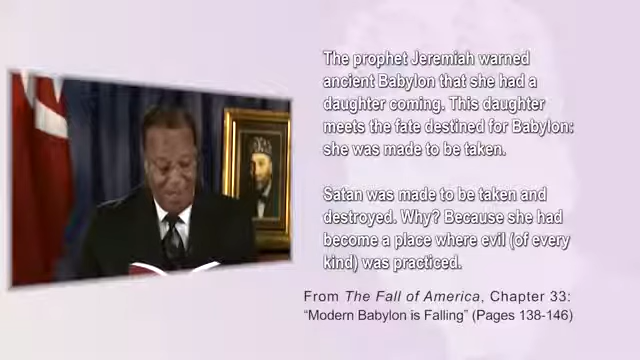 The prophet Jeremiah warned
ancient Babylon that she had a
daughter coming. This daughter
meets the fate destined for Babylon:
she was made to be taken.
Satan was made to be taken and
destroyed. Why? Because she had
become a place where evil (of every
kind) was practiced.
From The Fall of America, Chapter 33:
“Modern Babylon is Falling” (Pages 138-146)